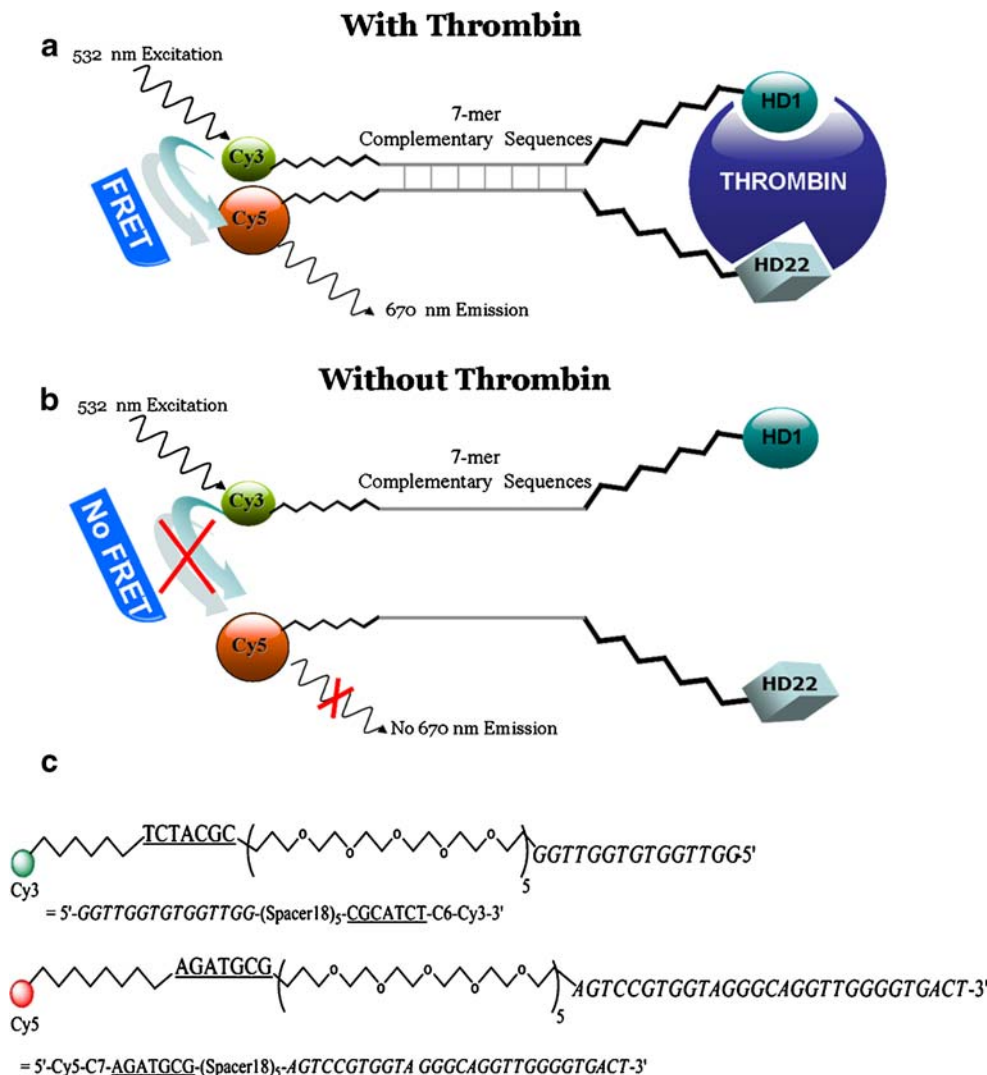 With Thrombin
a
532 nm Excitation
7-mer
Complementary Sequences
HD1
Cy3
THROMBIN
FRET
Cy5
HD22
670 nm Emission
Without Thrombin
b
532 nm Excitation
7-mer
Complementary Sequences
HD1
Cy3
No FRET
Cy5
HD22
No 670 nm Emission
c
TCTACGC o o o o o o GGTTGGTGTGGTTGG-5'
5
Cy3
= 5'-GGTTGGTGTGGTTGG-(Spacer18)5-CGCATCT-C6-Cy3-3'
AGATGCG o o o o o AGTCCGTGGTAGGGCAGGTTGGGGTGACT-3'
5
Cy5
= 5'-Cy5-C7-AGATGCG-(Spacer18)5-AGTCCGTGGTA GGGCAGGTTGGGGTGACT-3'